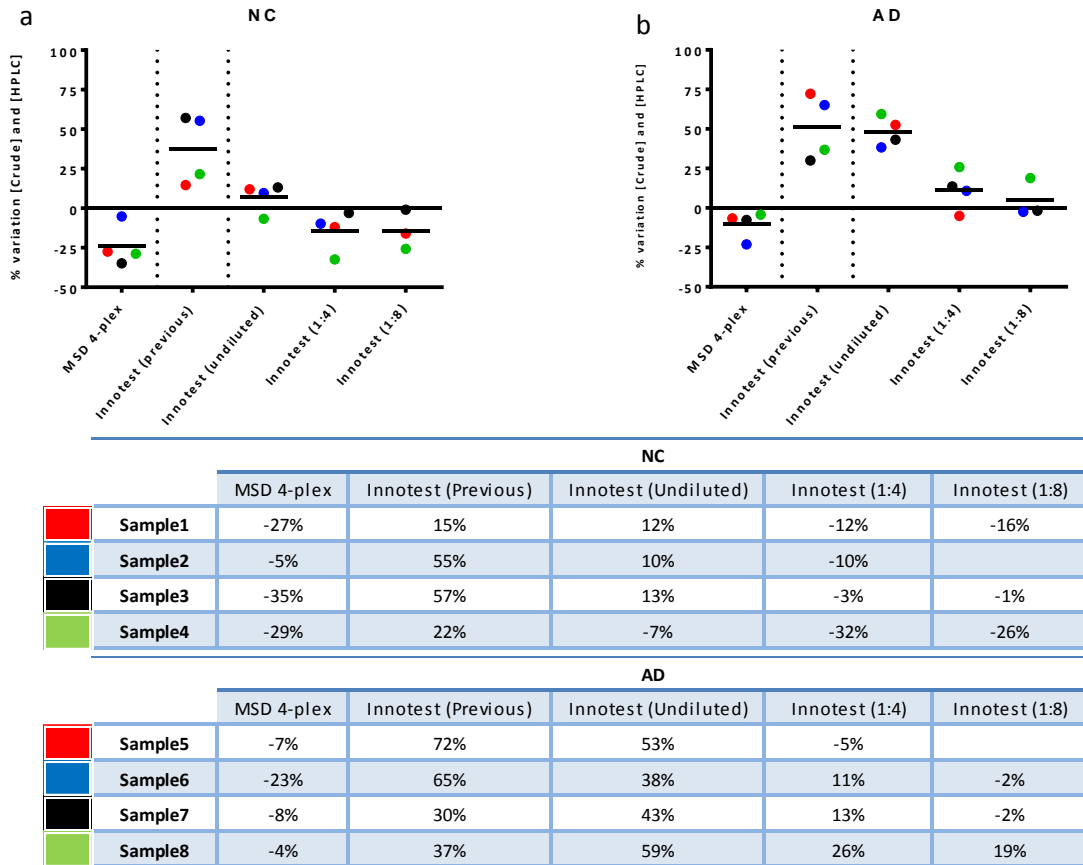 a
NC
% variation [Crude] and [HPLC]
100
75
50
25
0
-25
-50
MSD 4-plex
Innotest (previous)
Innotest (undiluted)
Innotest (1:4)
Innotest (1:8)
b
AD
% variation [Crude] and [HPLC]
100
75
50
25
0
-25
-50
MSD 4-plex
Innotest (previous)
Innotest (undiluted)
Innotest (1:4)
Innotest (1:8)
NC
MSD 4-plex Innotest (Previous) Innotest (Undiluted) Innotest (1:4) Innotest (1:8)
Sample1 -27% 15% 12% -12% -16%
Sample2 -5% 55% 10% -10%
Sample3 -35% 57% 13% -3% -1%
Sample4 -29% 22% -7% -32% -26%
AD
MSD 4-plex Innotest (Previous) Innotest (Undiluted) Innotest (1:4) Innotest (1:8)
Sample5 -7% 72% 53% -5%
Sample6 -23% 65% 38% 11% -2%
Sample7 -8% 30% 43% 13% -2%
Sample8 -4% 37% 59% 26% 19%